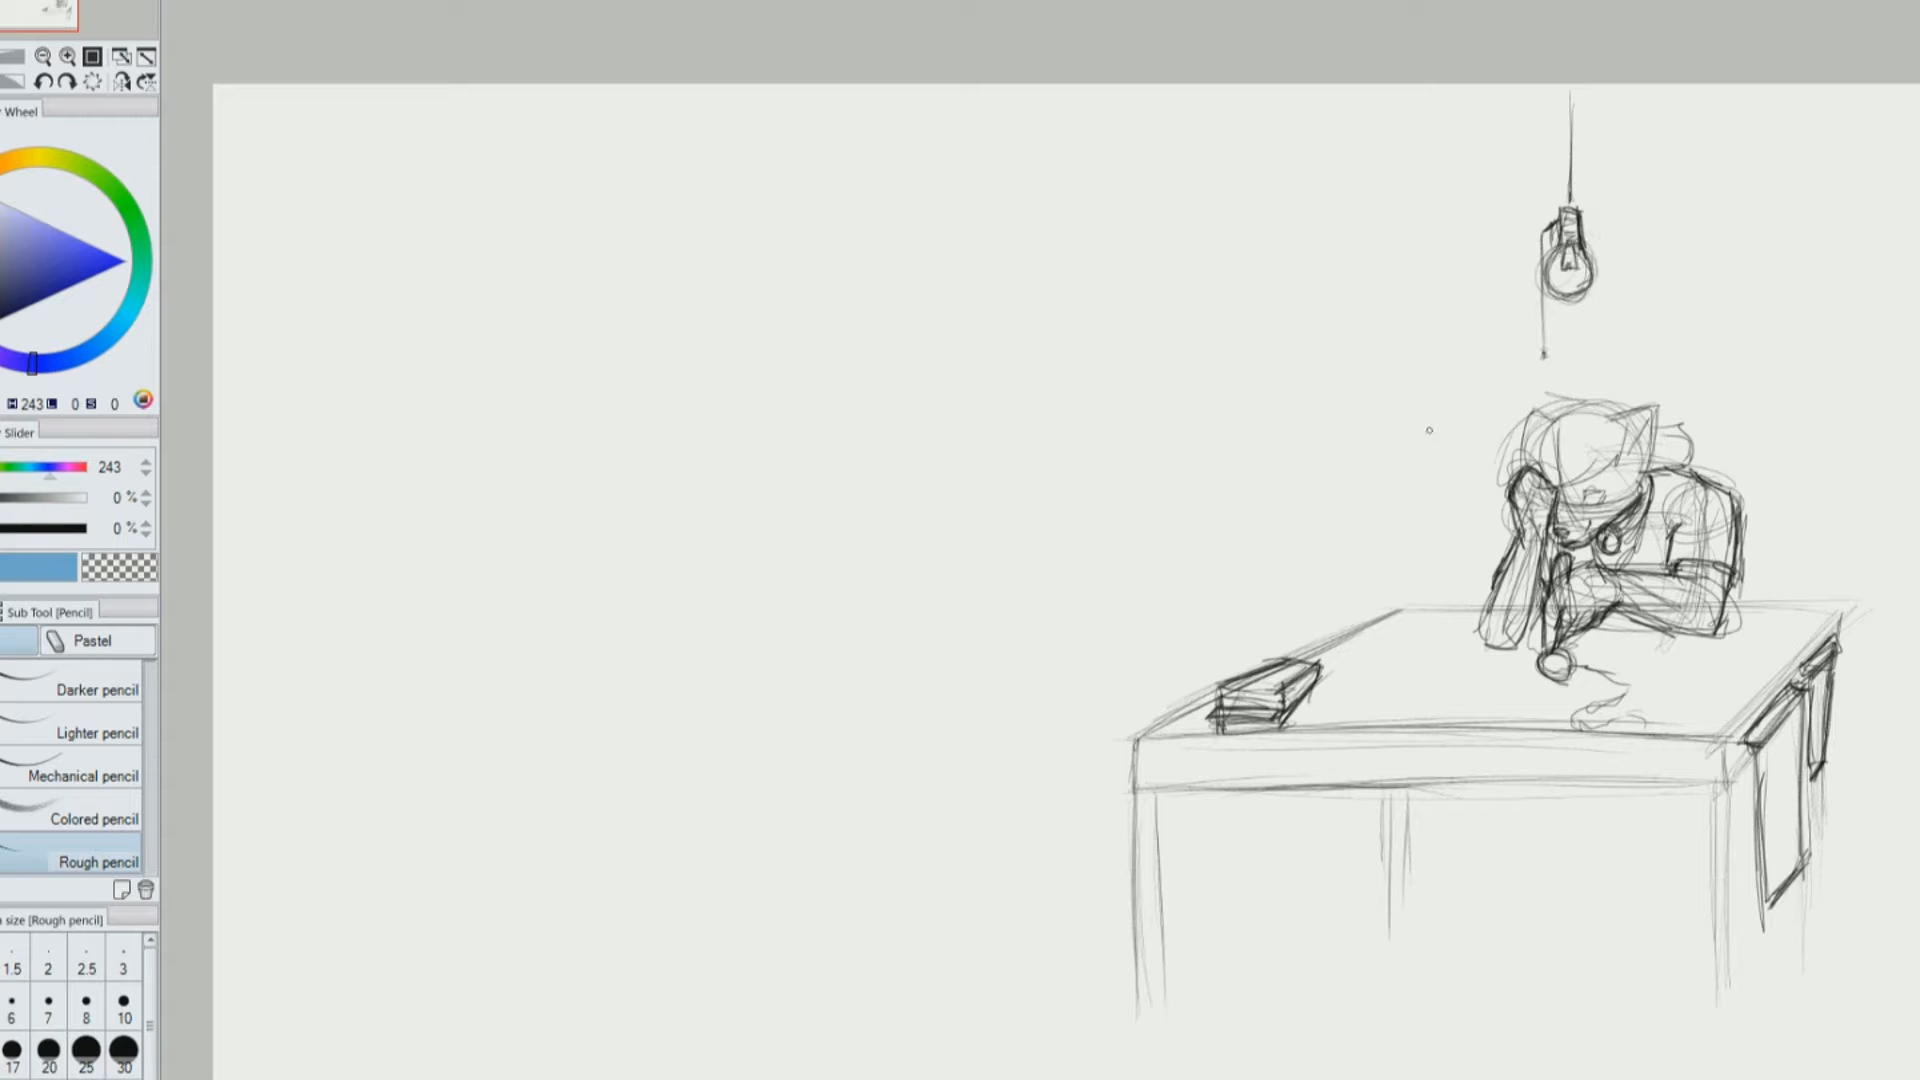 Wheel
H 243 L 0 S 0
Slider
243
0 %
0 %
Sub Tool [Pencil]
Pastel
Darker pencil
Lighter pencil
Mechanical pencil
Colored pencil
Rough pencil
size [Rough pencil]
1.5 2 2.5 3
6 7 8 10
17 20 25 30